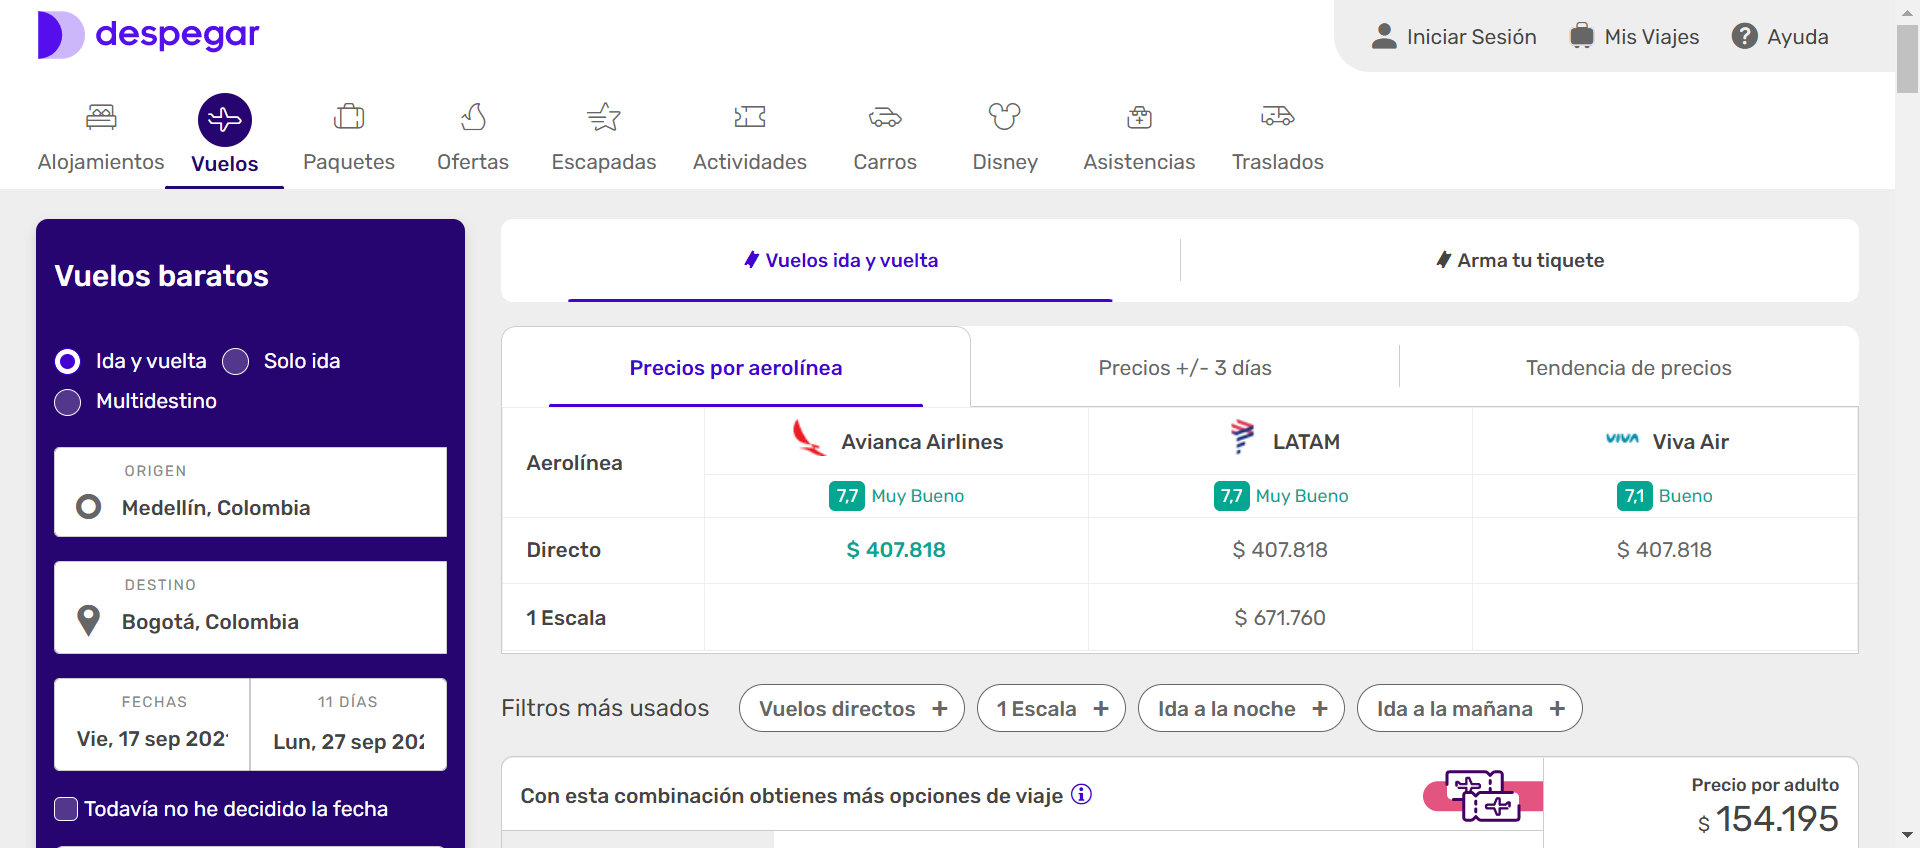 despegar
Iniciar Sesión
Mis Viajes
Ayuda
Alojamientos
Vuelos
Paquetes
Ofertas
Escapadas
Actividades
Carros
Disney
Asistencias
Traslados
Vuelos baratos
Ida y vuelta
Solo ida
Multidestino
ORIGEN
Medellín, Colombia
DESTINO
Bogotá, Colombia
FECHAS
Vie, 17 sep 202
11 DÍAS
Lun, 27 sep 202
Todavía no he decidido la fecha
Vuelos ida y vuelta
Arma tu tiquete
Precios por aerolínea
Precios +/- 3 días
Tendencia de precios
Aerolínea
Avianca Airlines
LATAM
VIVA Viva Air
7,7 Muy Bueno
7,7 Muy Bueno
7,1 Bueno
Directo
$ 407.818
$ 407.818
$ 407.818
1 Escala
$ 671.760
Filtros más usados
Vuelos directos +
1 Escala +
Ida a la noche +
Ida a la mañana +
Con esta combinación obtienes más opciones de viaje
Precio por adulto
$ 154.195